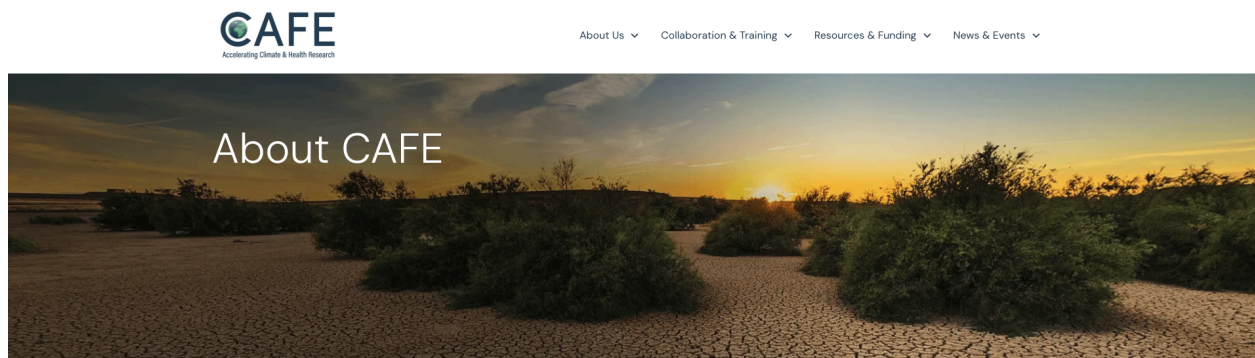 CAFE
Accelerating Climate & Health Research
About Us
Collaboration & Training
Resources & Funding
News & Events
About CAFE